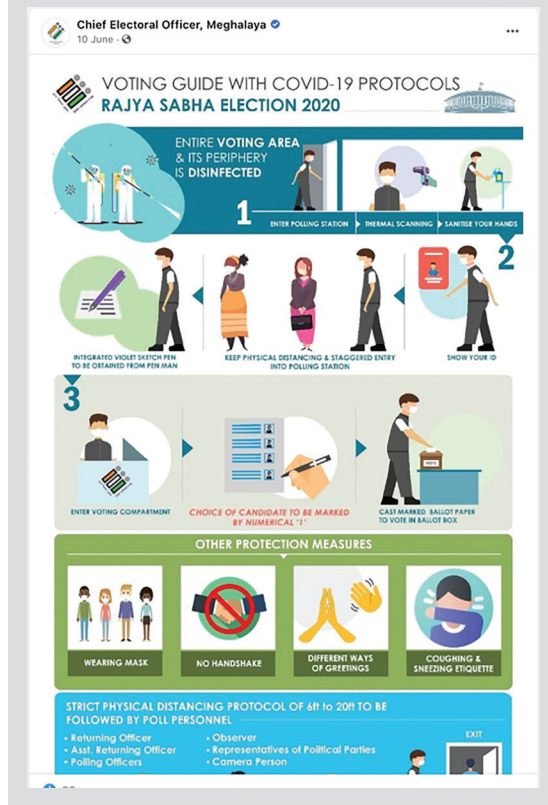 Chief Electoral Officer, Meghalaya
10 June
VOTING GUIDE WITH COVID-19 PROTOCOLS
RAJYA SABHA ELECTION 2020
ENTIRE VOTING AREA
& ITS PERIPHERY
IS DISINFECTED
1
ENTER POLLING STATION
THERMAL SCANNING
SANITISE YOUR HANDS
2
INTEGRATED VIOLET SKETCH PEN
TO BE OBTAINED FROM PEN MAN
KEEP PHYSICAL DISTANCING & STAGGERED ENTRY
INTO POLLING STATION
SHOW YOUR ID
3
ENTER VOTING COMPARTMENT
CHOICE OF CANDIDATE TO BE MARKED
BY NUMERICAL '1'
VOTE
CAST MARKED BALLOT PAPER
TO VOTE IN BALLOT BOX
OTHER PROTECTION MEASURES
WEARING MASK
NO HANDSHAKE
DIFFERENT WAYS
OF GREETINGS
COUGHING &
SNEEZING ETIQUETTE
STRICT PHYSICAL DISTANCING PROTOCOL OF 6ft to 20ft TO BE
FOLLOWED BY POLL PERSONNEL
• Returning Officer
• Asst. Returning Officer
• Polling Officers
• Observer
• Representatives of Political Parties
• Camera Person
EXIT